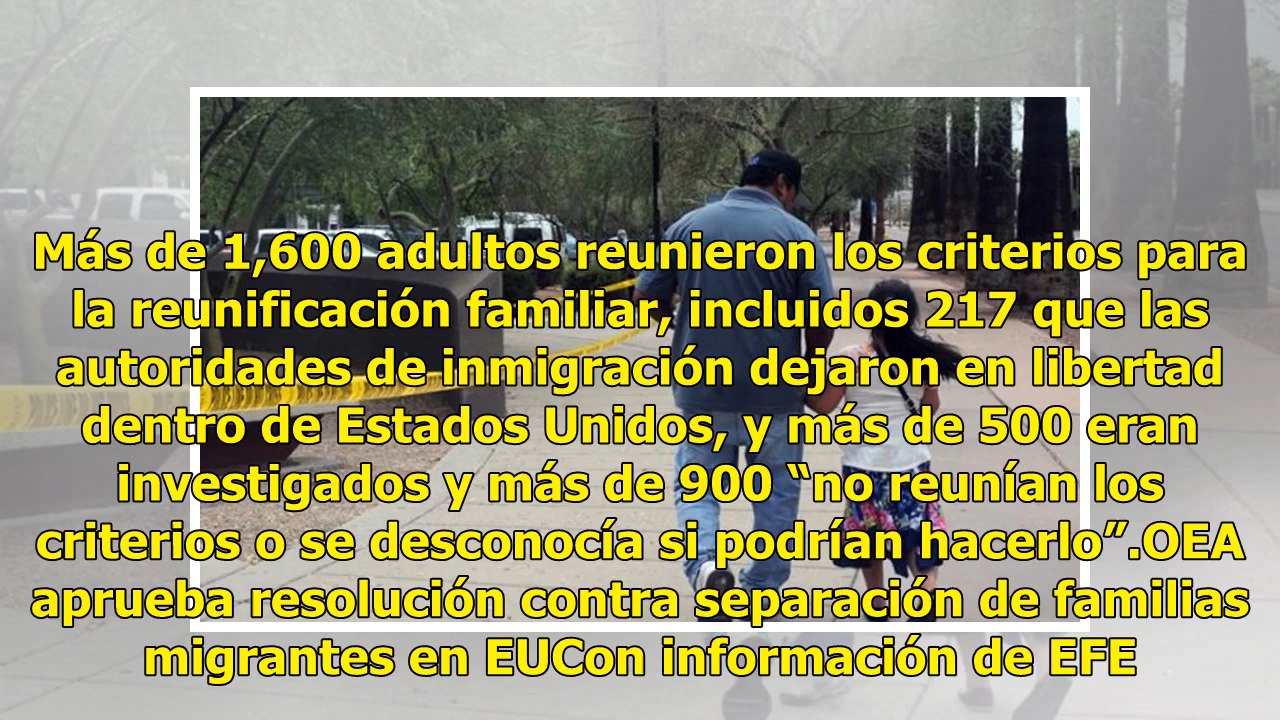 Más de 1,600 adultos reunieron los criterios para
la reunificación familiar, incluidos 217 que las
autoridades de inmigración dejaron en libertad
dentro de Estados Unidos, y más de 500 eran
investigados y más de 900 “no reunían los
criterios o se desconocía si podrían hacerlo”.OEA
aprueba resolución contra separación de familias
migrantes en EUCon información de EFE